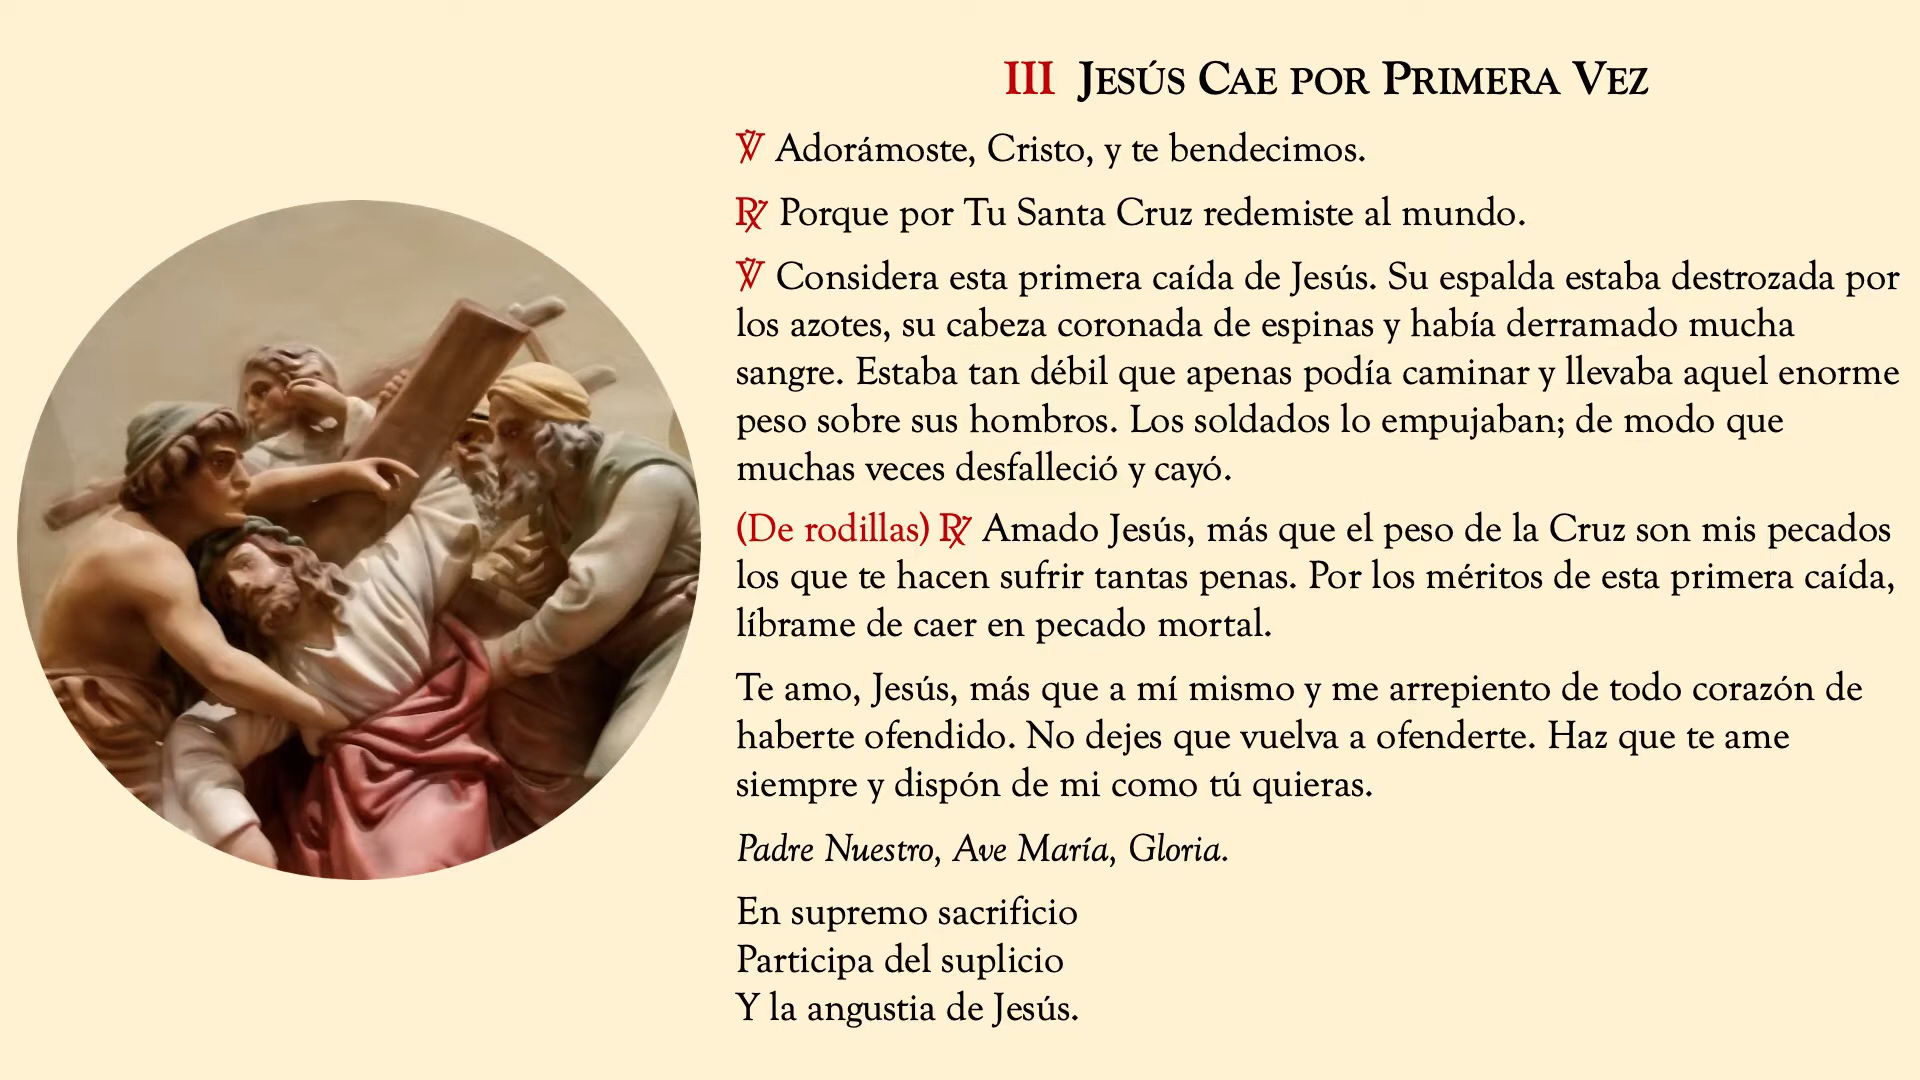 III Jesús Cae por Primera Vez
℣ Adorámoste, Cristo, y te bendecimos.
℟ Porque por Tu Santa Cruz redemiste al mundo.
℣ Considera esta primera caída de Jesús. Su espalda estaba destrozada por
los azotes, su cabeza coronada de espinas y había derramado mucha
sangre. Estaba tan débil que apenas podía caminar y llevaba aquel enorme
peso sobre sus hombros. Los soldados lo empujaban; de modo que
muchas veces desfalleció y cayó.
(De rodillas) ℟ Amado Jesús, más que el peso de la Cruz son mis pecados
los que te hacen sufrir tantas penas. Por los méritos de esta primera caída,
líbrame de caer en pecado mortal.
Te amo, Jesús, más que a mí mismo y me arrepiento de todo corazón de
haberte ofendido. No dejes que vuelva a ofenderte. Haz que te ame
siempre y dispón de mi como tú quieras.
Padre Nuestro, Ave María, Gloria.
En supremo sacrificio
Participa del suplicio
Y la angustia de Jesús.